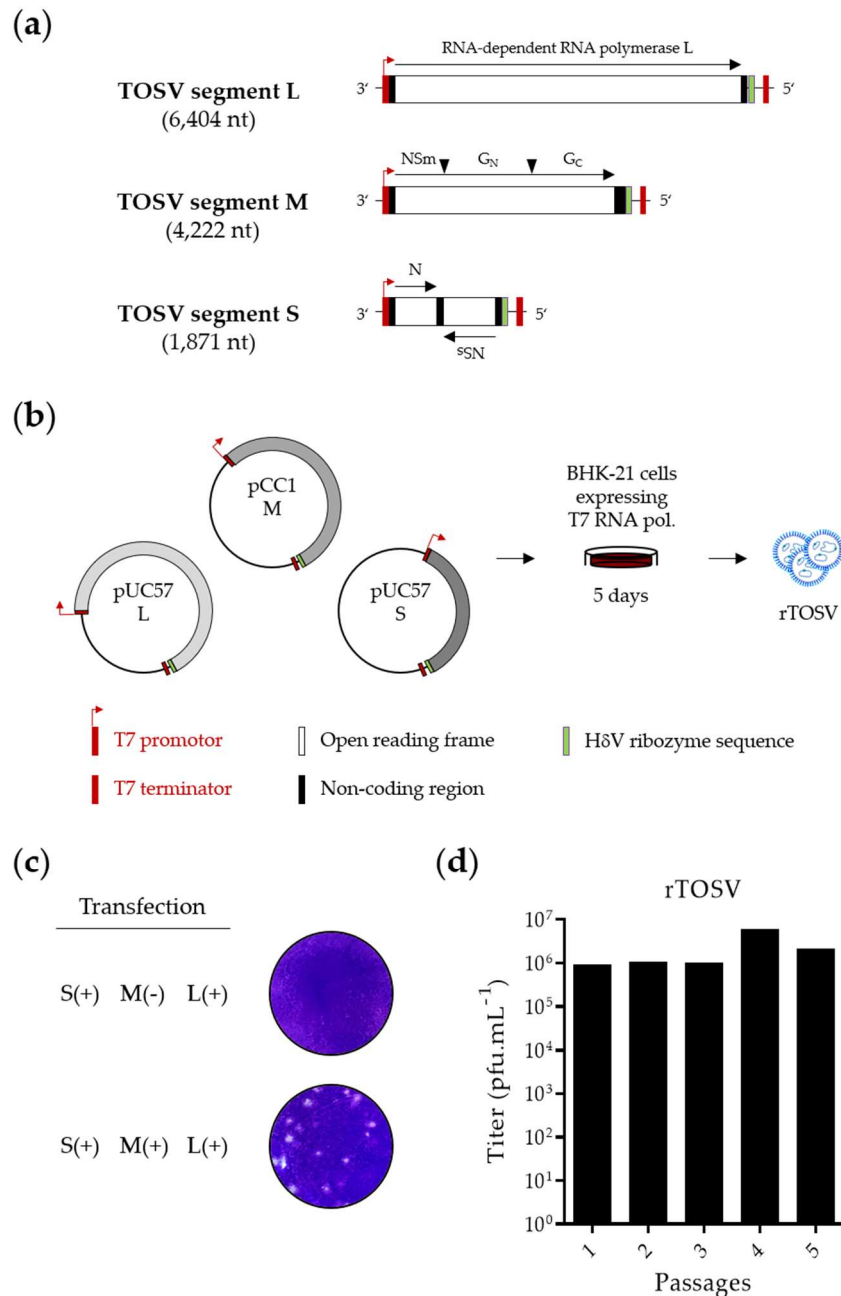 (a)
RNA-dependent RNA polymerase L
TOSV segment L
(6,404 nt)
3‘
5‘
NSm
GN
GC
TOSV segment M
(4,222 nt)
3‘
5‘
N
TOSV segment S
(1,871 nt)
3‘
5‘
NSs
(b)
pUC57
L
pCC1
M
pUC57
S
BHK-21 cells
expressing
T7 RNA pol.
5 days
rTOSV
T7 promotor
Open reading frame
HδV ribozyme sequence
T7 terminator
Non-coding region
(c)
Transfection
S(+) M(-) L(+)
S(+) M(+) L(+)
(d)
rTOSV
Titer (pfu.mL⁻¹)
10⁷
10⁶
10⁵
10⁴
10³
10²
10¹
10⁰
1 2 3 4 5
Passages